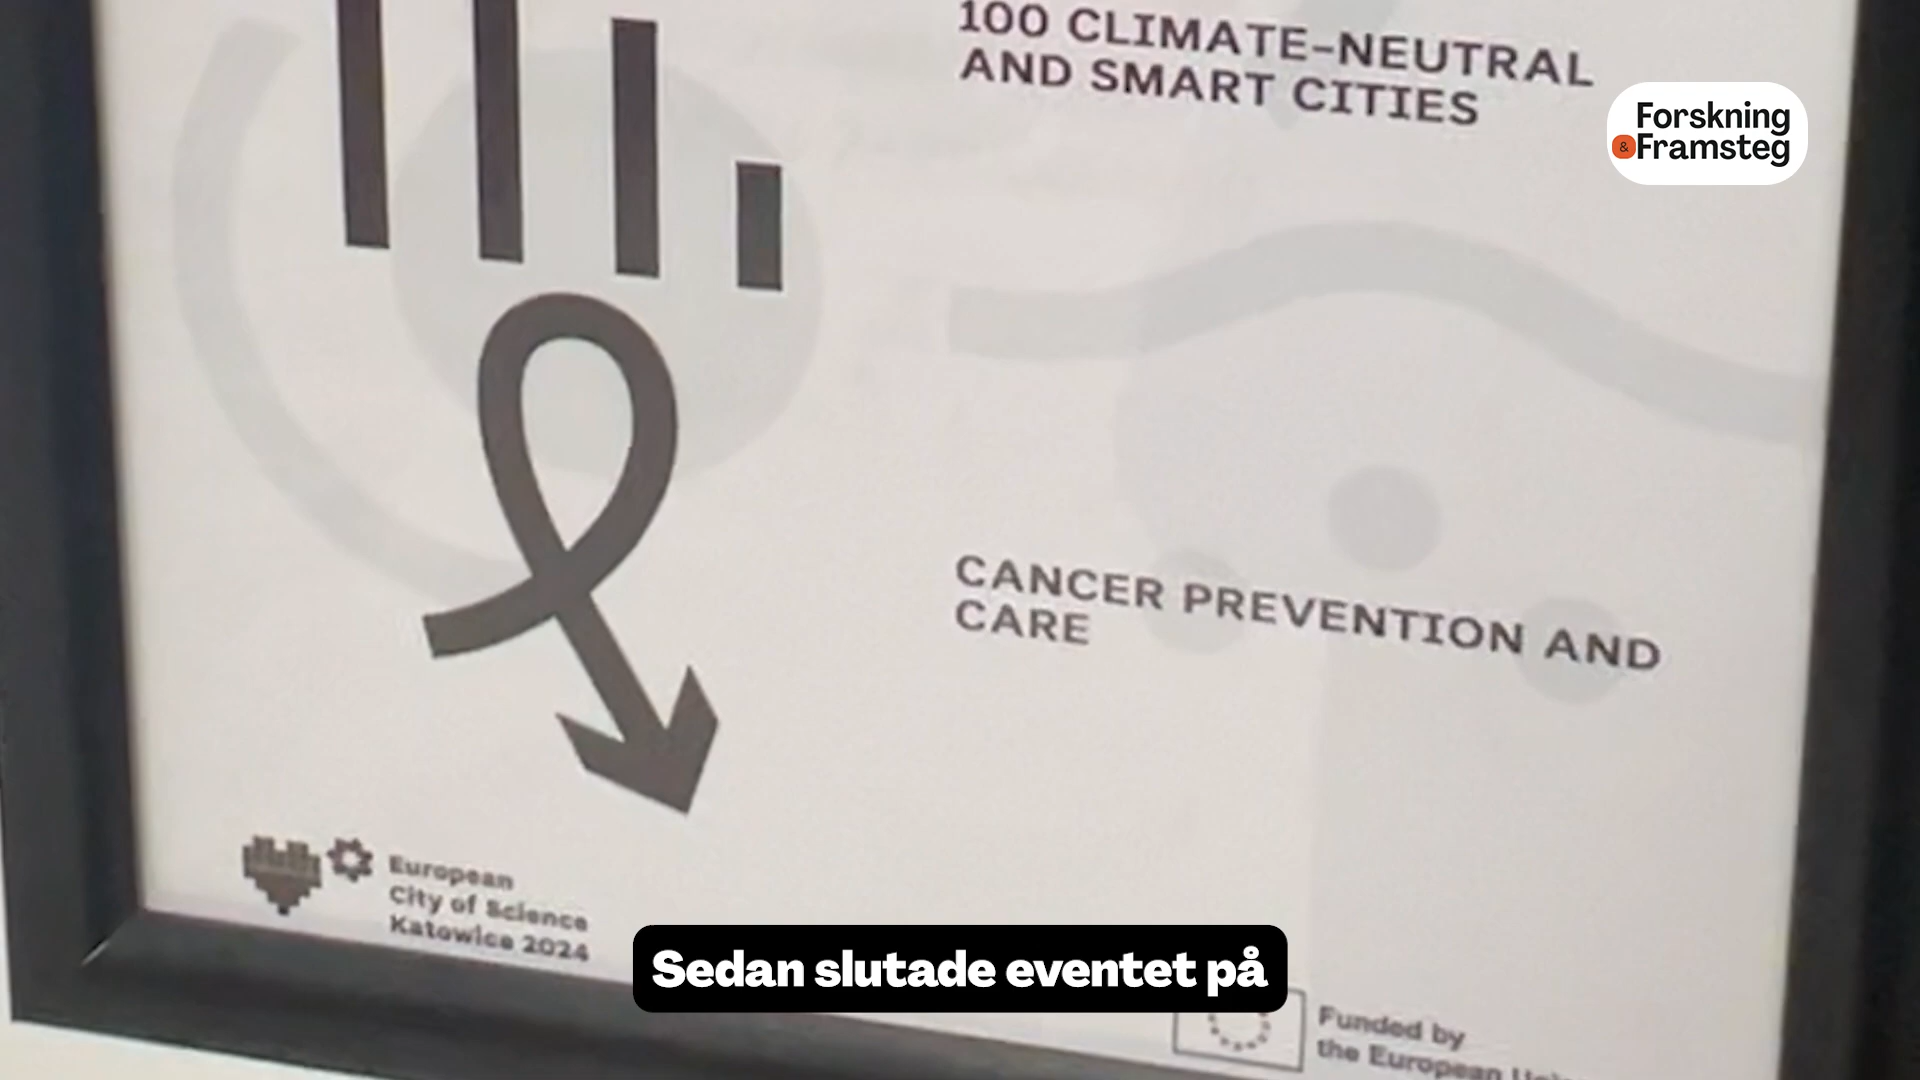 100 CLIMATE-NEUTRAL
AND SMART CITIES
Forskning
& Framsteg
CANCER PREVENTION AND
CARE
European
City of Science
Katowice 2024
Sedan slutade eventet på
Funded by
the European